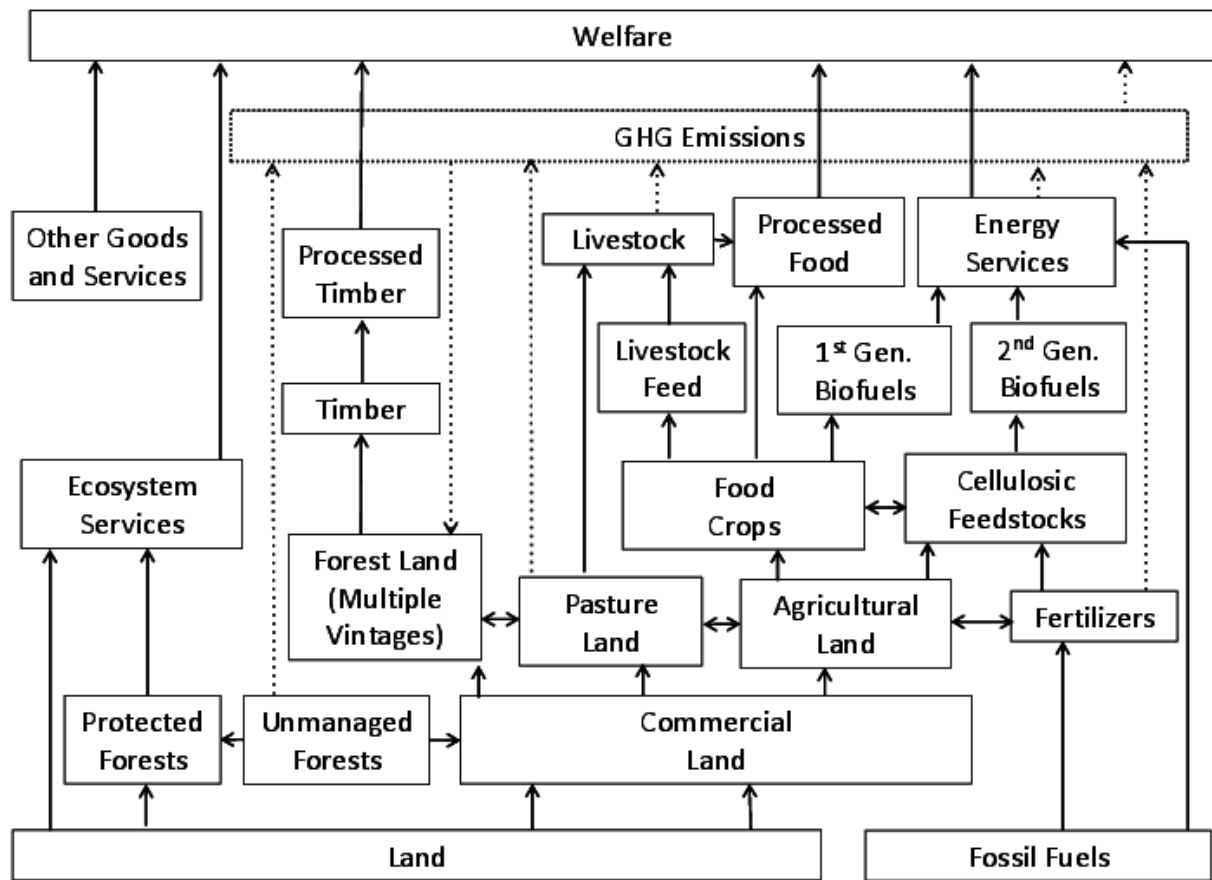 Welfare
GHG Emissions
Other Goods
and Services
Processed
Timber
Livestock
Processed
Food
Energy
Services
Livestock
Feed
1st Gen.
Biofuels
2nd Gen.
Biofuels
Timber
Ecosystem
Services
Food
Crops
Cellulosic
Feedstocks
Forest Land
(Multiple
Vintages)
Pasture
Land
Agricultural
Land
Fertilizers
Protected
Forests
Unmanaged
Forests
Commercial
Land
Land
Fossil Fuels